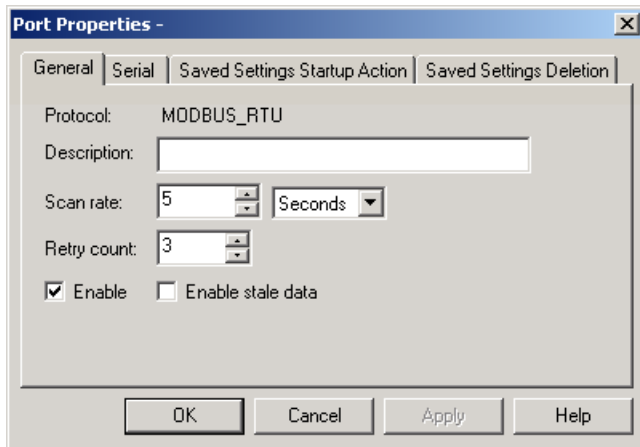 Port Properties -
General Serial Saved Settings Startup Action Saved Settings Deletion
Protocol: MODBUS_RTU
Description:
Scan rate: 5 Seconds
Retry count: 3
Enable Enable stale data
OK Cancel Apply Help